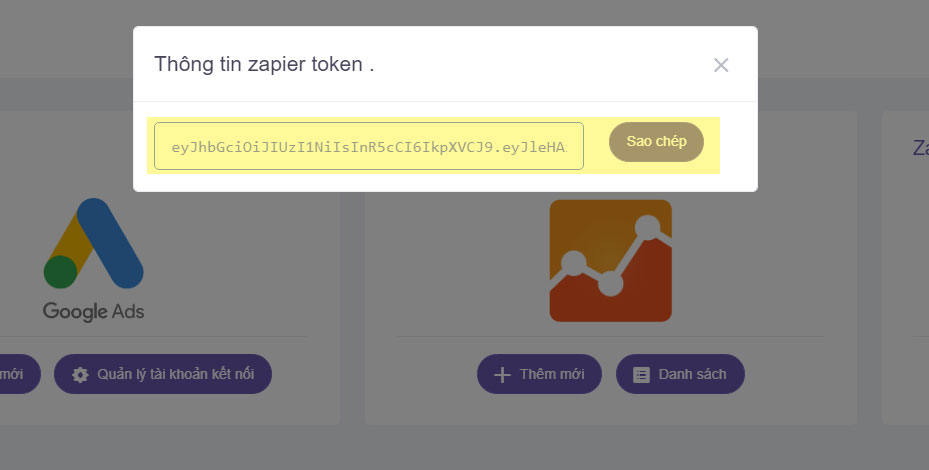 Thông tin zapier token .
eyJhbGciOiJIUzI1NiIsInR5cCI6IkpXVCJ9.eyJleHA
Sao chép
Google Ads
mới
Quản lý tài khoản kết nối
Thêm mới
Danh sách